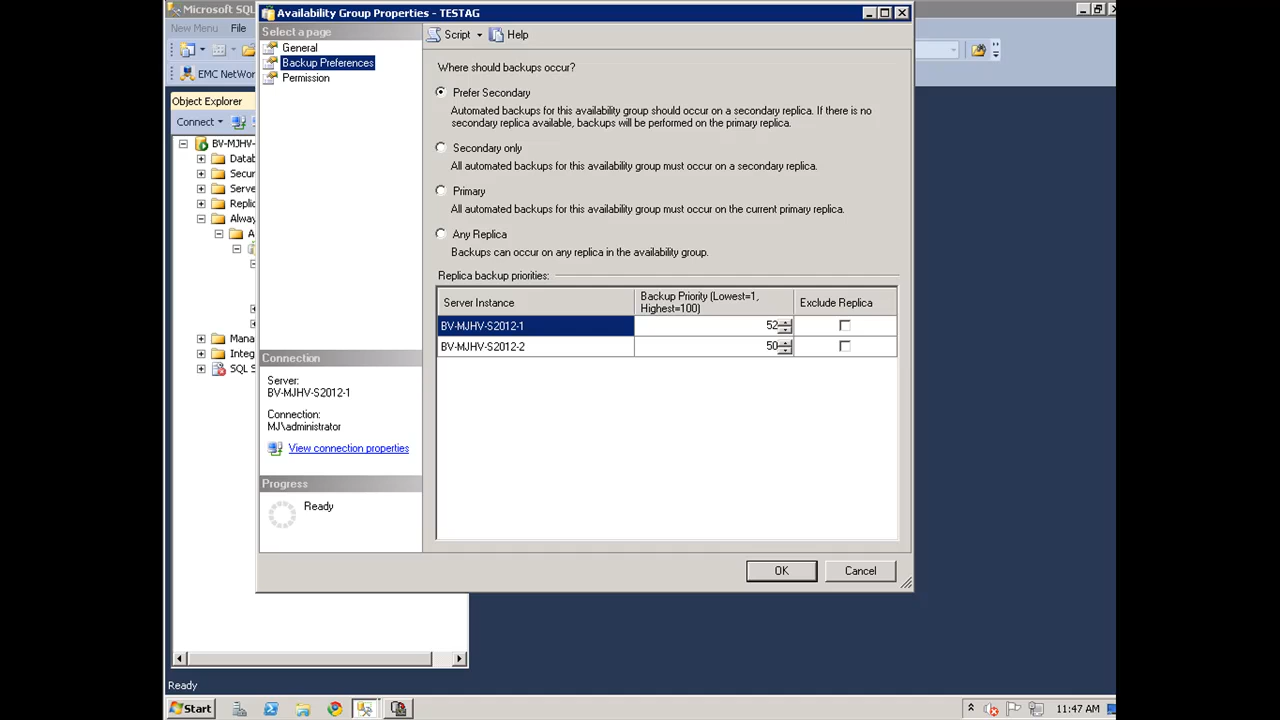 Microsoft SQL
Availability Group Properties - TESTAG
New Menu File
EMC NetWor
Object Explorer
Connect
BV-MJHV-
Datab
Secur
Serve
Replic
Alway
A
Mana
Integ
SQL S
Select a page
General
Backup Preferences
Permission
Connection
Server:
BV-MJHV-S2012-1
Connection:
MJ\administrator
View connection properties
Progress
Ready
Script Help
Where should backups occur?
Prefer Secondary
Automated backups for this availability group should occur on a secondary replica. If there is no
secondary replica available, backups will be performed on the primary replica.
Secondary only
All automated backups for this availability group must occur on a secondary replica.
Primary
All automated backups for this availability group must occur on the current primary replica.
Any Replica
Backups can occur on any replica in the availability group.
Replica backup priorities:
Server Instance Backup Priority (Lowest=1, Highest=100) Exclude Replica
BV-MJHV-S2012-1 52
BV-MJHV-S2012-2 50
OK Cancel
Ready
Start 11:47 AM